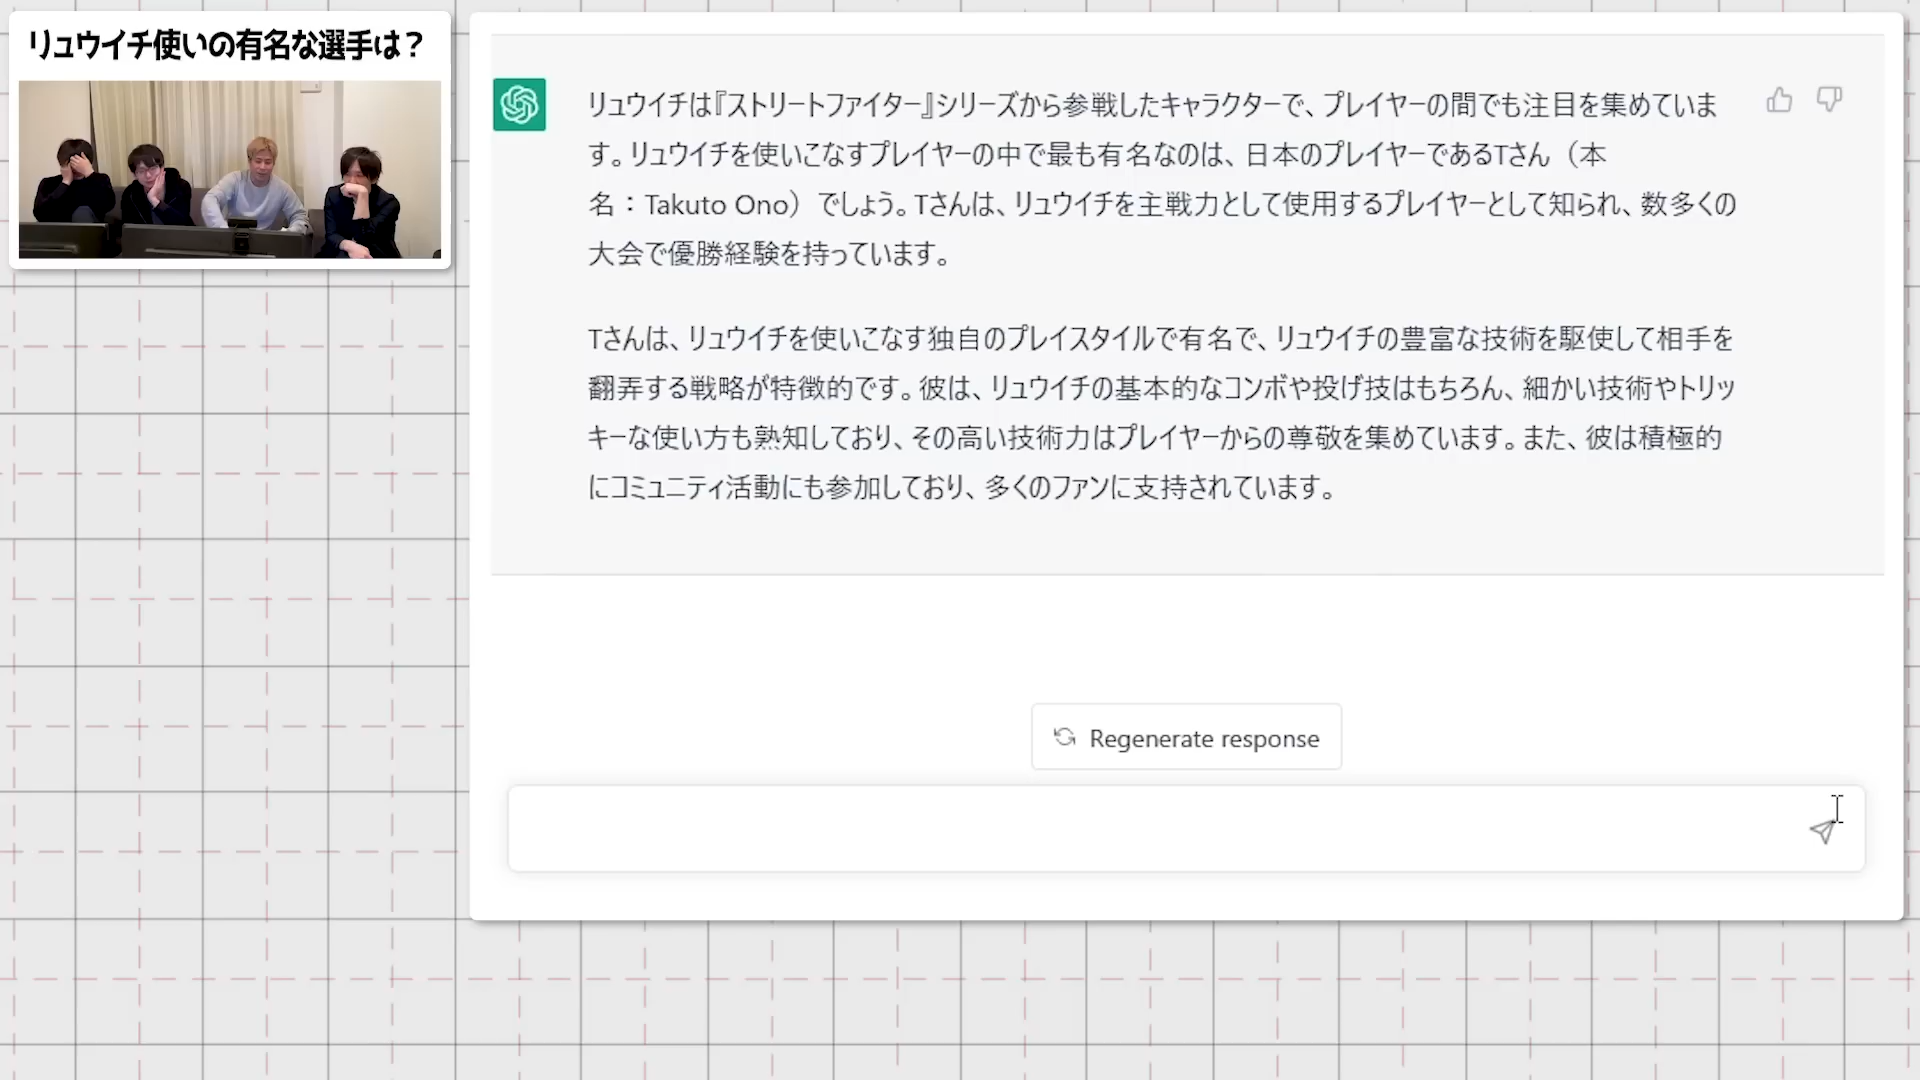 リュウイチ使いの有名な選手は？
リュウイチは『ストリートファイター』シリーズから参戦したキャラクターで、プレイヤーの間でも注目を集めていま
す。リュウイチを使いこなすプレイヤーの中で最も有名なのは、日本のプレイヤーであるTさん（本
名：Takuto Ono）でしょう。Tさんは、リュウイチを主戦力として使用するプレイヤーとして知られ、数多くの
大会で優勝経験を持っています。
Tさんは、リュウイチを使いこなす独自のプレイスタイルで有名で、リュウイチの豊富な技術を駆使して相手を
翻弄する戦略が特徴的です。彼は、リュウイチの基本的なコンボや投げ技はもちろん、細かい技術やトリッ
キーな使い方も熟知しており、その高い技術力はプレイヤーからの尊敬を集めています。また、彼は積極的
にコミュニティ活動にも参加しており、多くのファンに支持されています。
Regenerate response